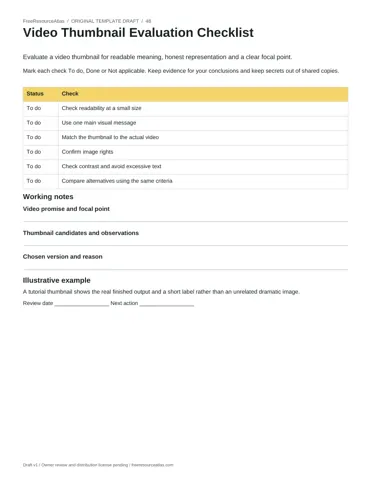 FreeResourceAtlas / ORIGINAL TEMPLATE DRAFT / 48
Video Thumbnail Evaluation Checklist
Evaluate a video thumbnail for readable meaning, honest representation and a clear focal point.
Mark each check To do, Done or Not applicable. Keep evidence for your conclusions and keep secrets out of shared copies.
Status Check
To do Check readability at a small size
To do Use one main visual message
To do Match the thumbnail to the actual video
To do Confirm image rights
To do Check contrast and avoid excessive text
To do Compare alternatives using the same criteria
Working notes
Video promise and focal point
Thumbnail candidates and observations
Chosen version and reason
Illustrative example
A tutorial thumbnail shows the real finished output and a short label rather than an unrelated dramatic image.
Review date ____________________ Next action ____________________
Draft v1 / Owner review and distribution license pending / freeresourceatlas.com